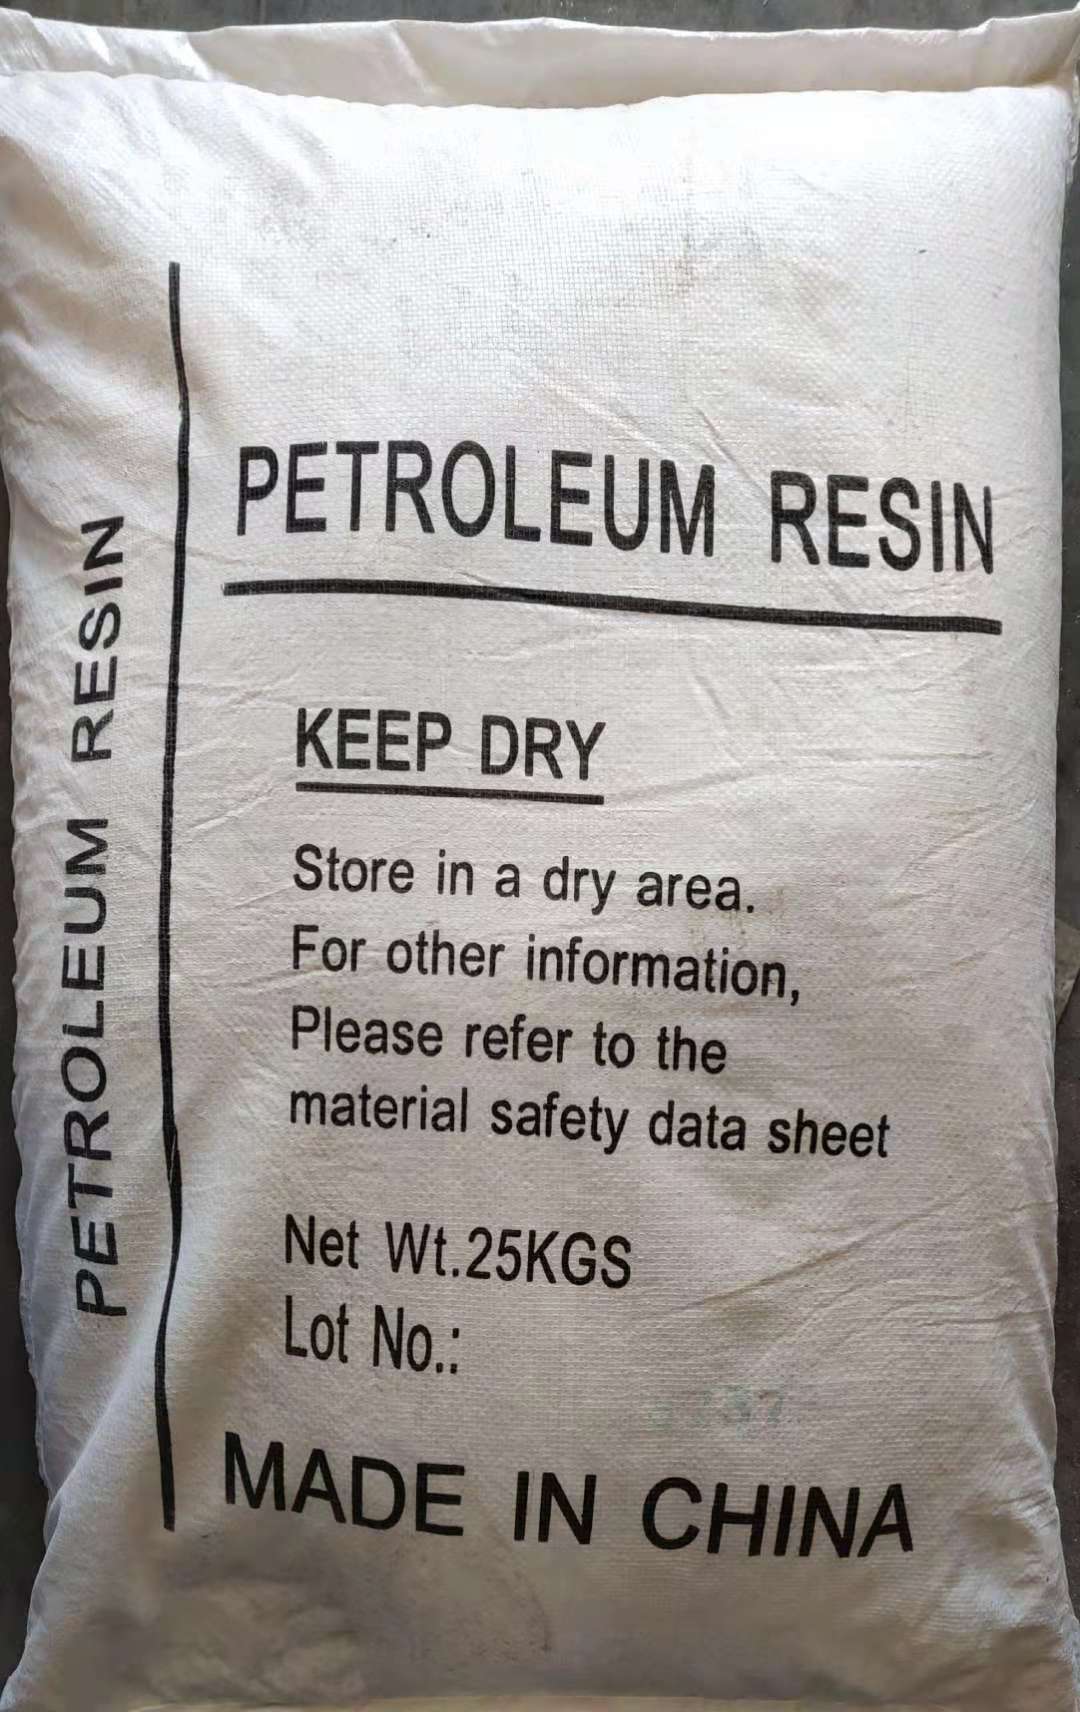 PETROLEUM RESIN
PETROLEUM RESIN
KEEP DRY
Store in a dry area.
For other information,
Please refer to the
material safety data sheet
Net Wt.25KGS
Lot No.:
MADE IN CHINA